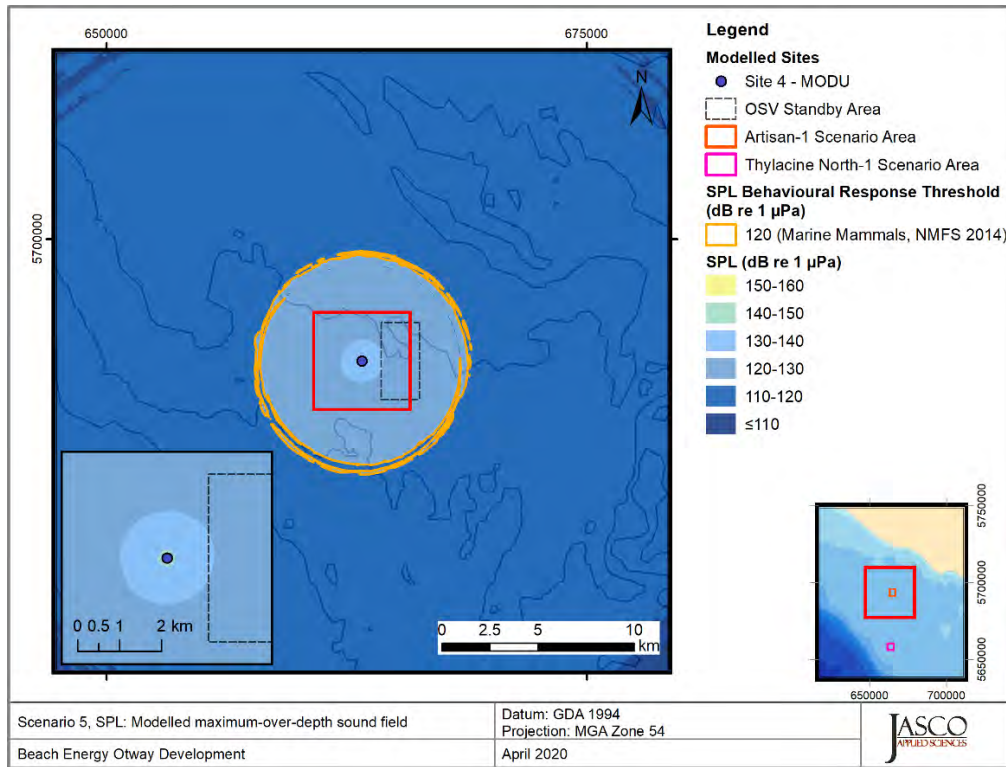 650000
675000
5700000
N
0 0.5 1 2 km
0 2.5 5 10
km
Legend
Modelled Sites
Site 4 - MODU
OSV Standby Area
Artisan-1 Scenario Area
Thylacine North-1 Scenario Area
SPL Behavioural Response Threshold
(dB re 1 µPa)
120 (Marine Mammals, NMFS 2014)
SPL (dB re 1 µPa)
150-160
140-150
130-140
120-130
110-120
≤110
5750000
5700000
5650000
650000 700000
Scenario 5, SPL: Modelled maximum-over-depth sound field
Datum: GDA 1994
Projection: MGA Zone 54
Beach Energy Otway Development
April 2020
JASCO
APPLIED SCIENCES